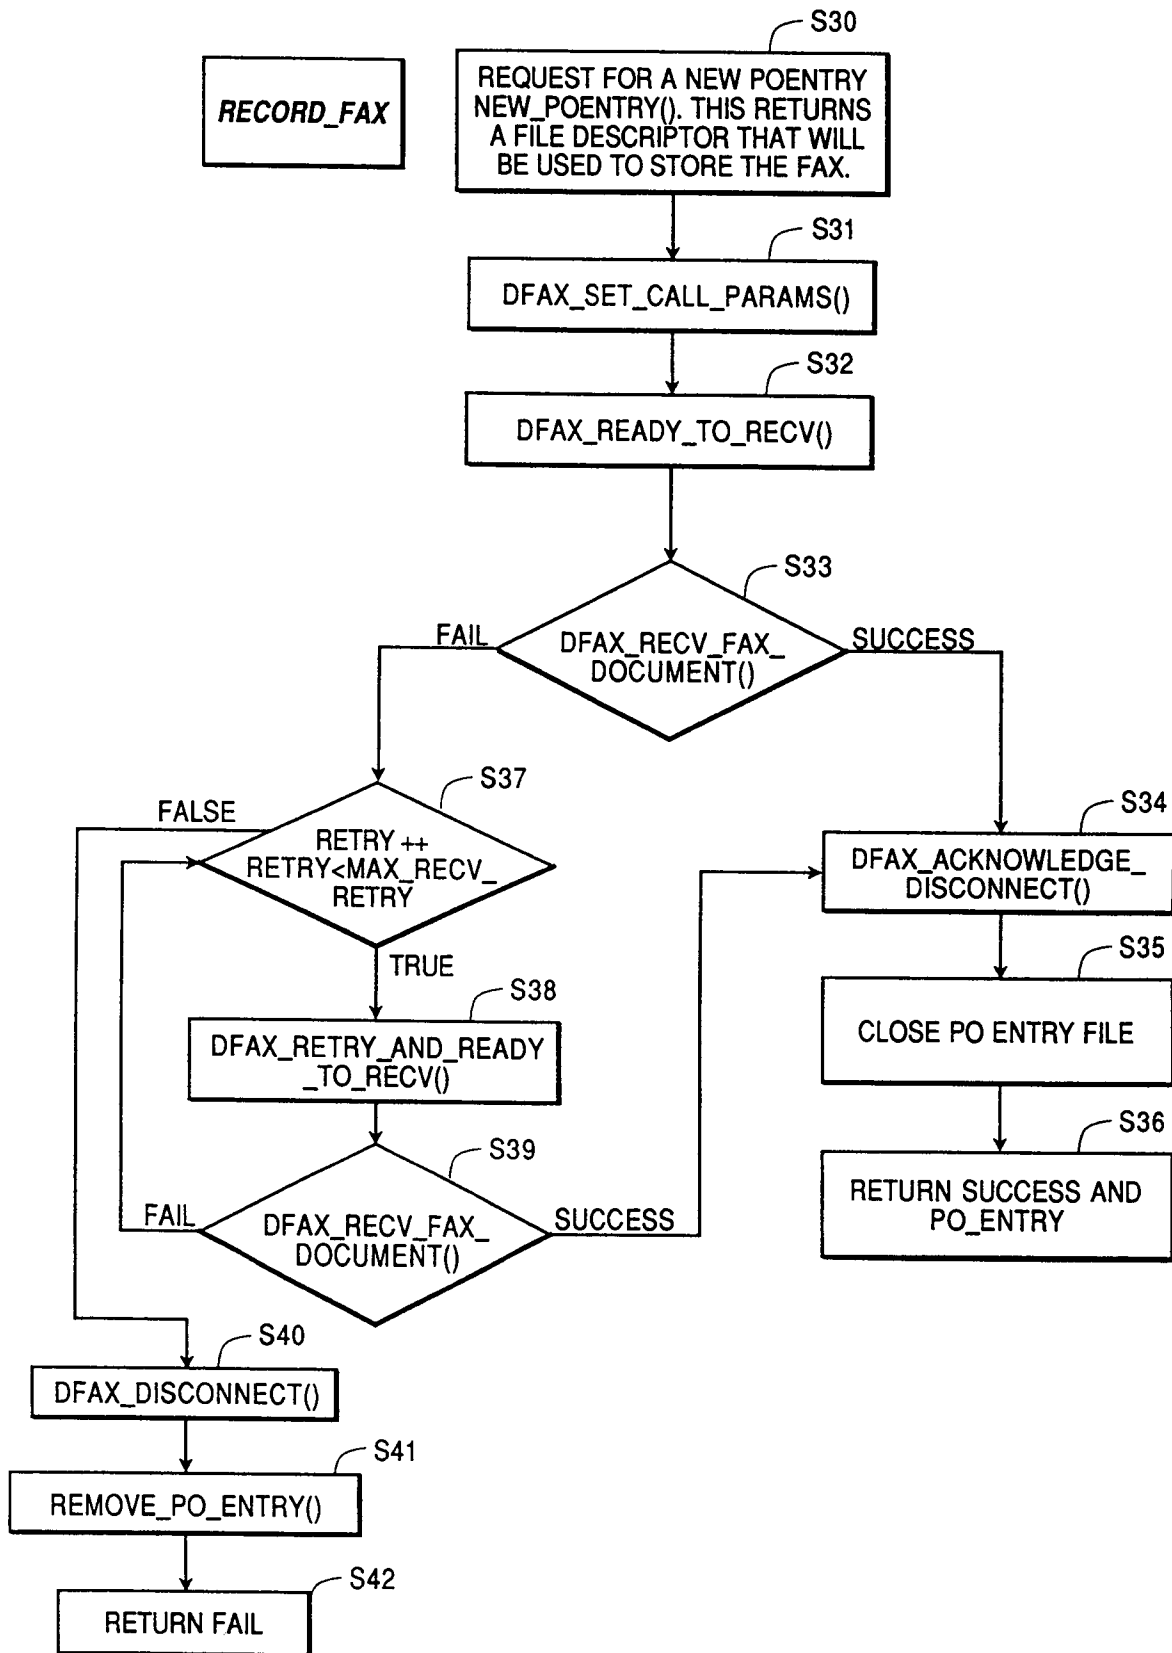 S30
RECORD_FAX
REQUEST FOR A NEW POENTRY
NEW_POENTRY(). THIS RETURNS
A FILE DESCRIPTOR THAT WILL
BE USED TO STORE THE FAX.
S31
DFAX_SET_CALL_PARAMS()
S32
DFAX_READY_TO_RECV()
S33
FAIL
DFAX_RECV_FAX_
DOCUMENT()
SUCCESS
S37
FALSE
RETRY ++
RETRY<MAX_RECV_
RETRY
TRUE
S34
DFAX_ACKNOWLEDGE_
DISCONNECT()
S35
CLOSE PO ENTRY FILE
S36
RETURN SUCCESS AND
PO_ENTRY
S38
DFAX_RETRY_AND_READY
_TO_RECV()
S39
FAIL
DFAX_RECV_FAX_
DOCUMENT()
SUCCESS
S40
DFAX_DISCONNECT()
S41
REMOVE_PO_ENTRY()
S42
RETURN FAIL